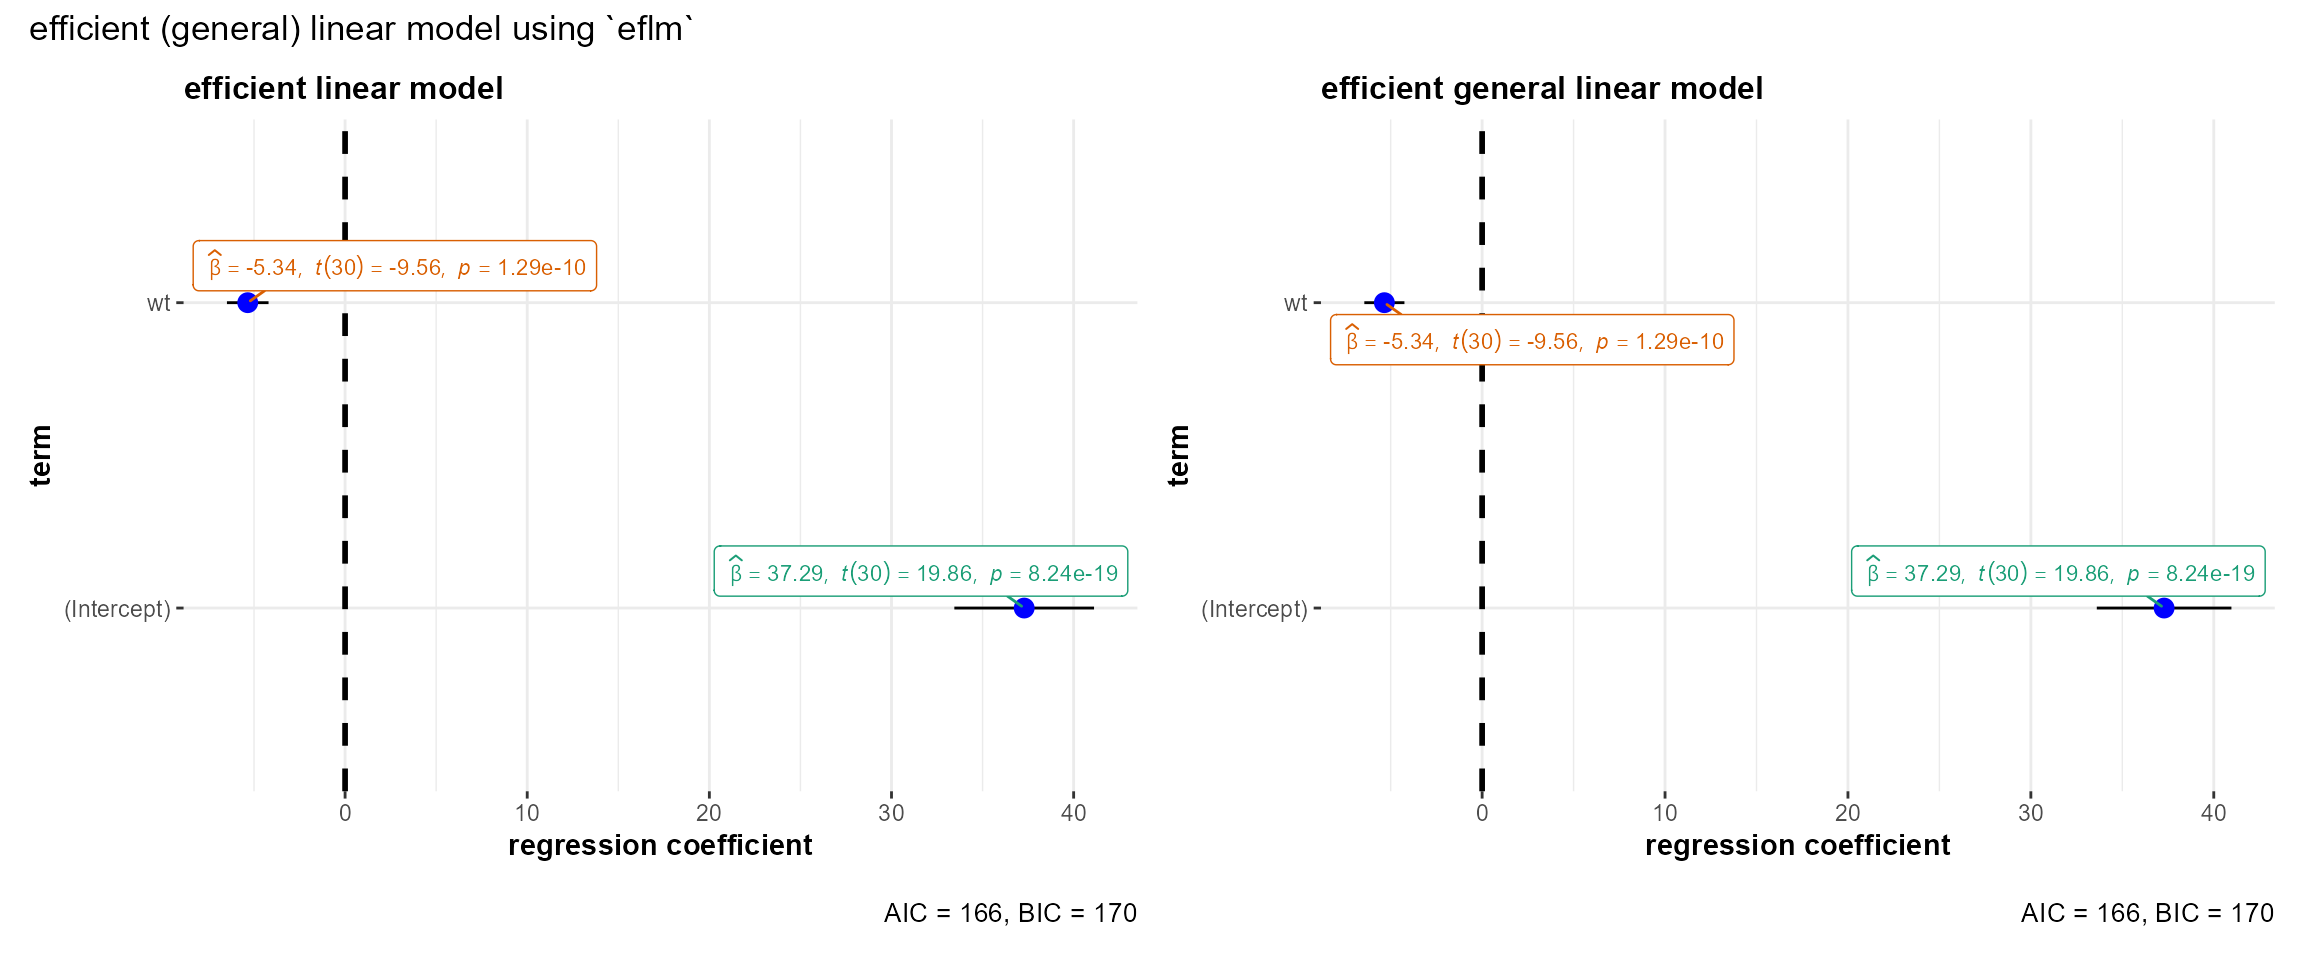 efficient (general) linear model using `eflm`
efficient linear model
β̂ = -5.34, t(30) = -9.56, p = 1.29e-10
wt
term
β̂ = 37.29, t(30) = 19.86, p = 8.24e-19
(Intercept)
0 10 20 30 40
regression coefficient
AIC = 166, BIC = 170
efficient general linear model
wt
β̂ = -5.34, t(30) = -9.56, p = 1.29e-10
term
β̂ = 37.29, t(30) = 19.86, p = 8.24e-19
(Intercept)
0 10 20 30 40
regression coefficient
AIC = 166, BIC = 170